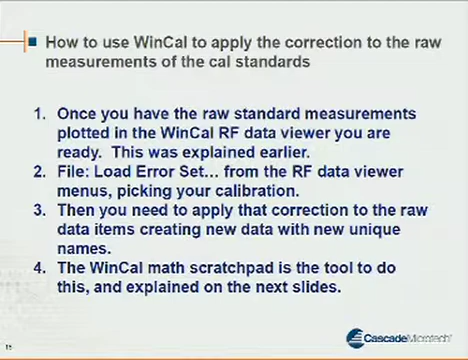 How to use WinCal to apply the correction to the raw
measurements of the cal standards
1. Once you have the raw standard measurements
plotted in the WinCal RF data viewer you are
ready. This was explained earlier.
2. File: Load Error Set... from the RF data viewer
menus, picking your calibration.
3. Then you need to apply that correction to the raw
data items creating new data with new unique
names.
4. The WinCal math scratchpad is the tool to do
this, and explained on the next slides.
CascadeMicrotech